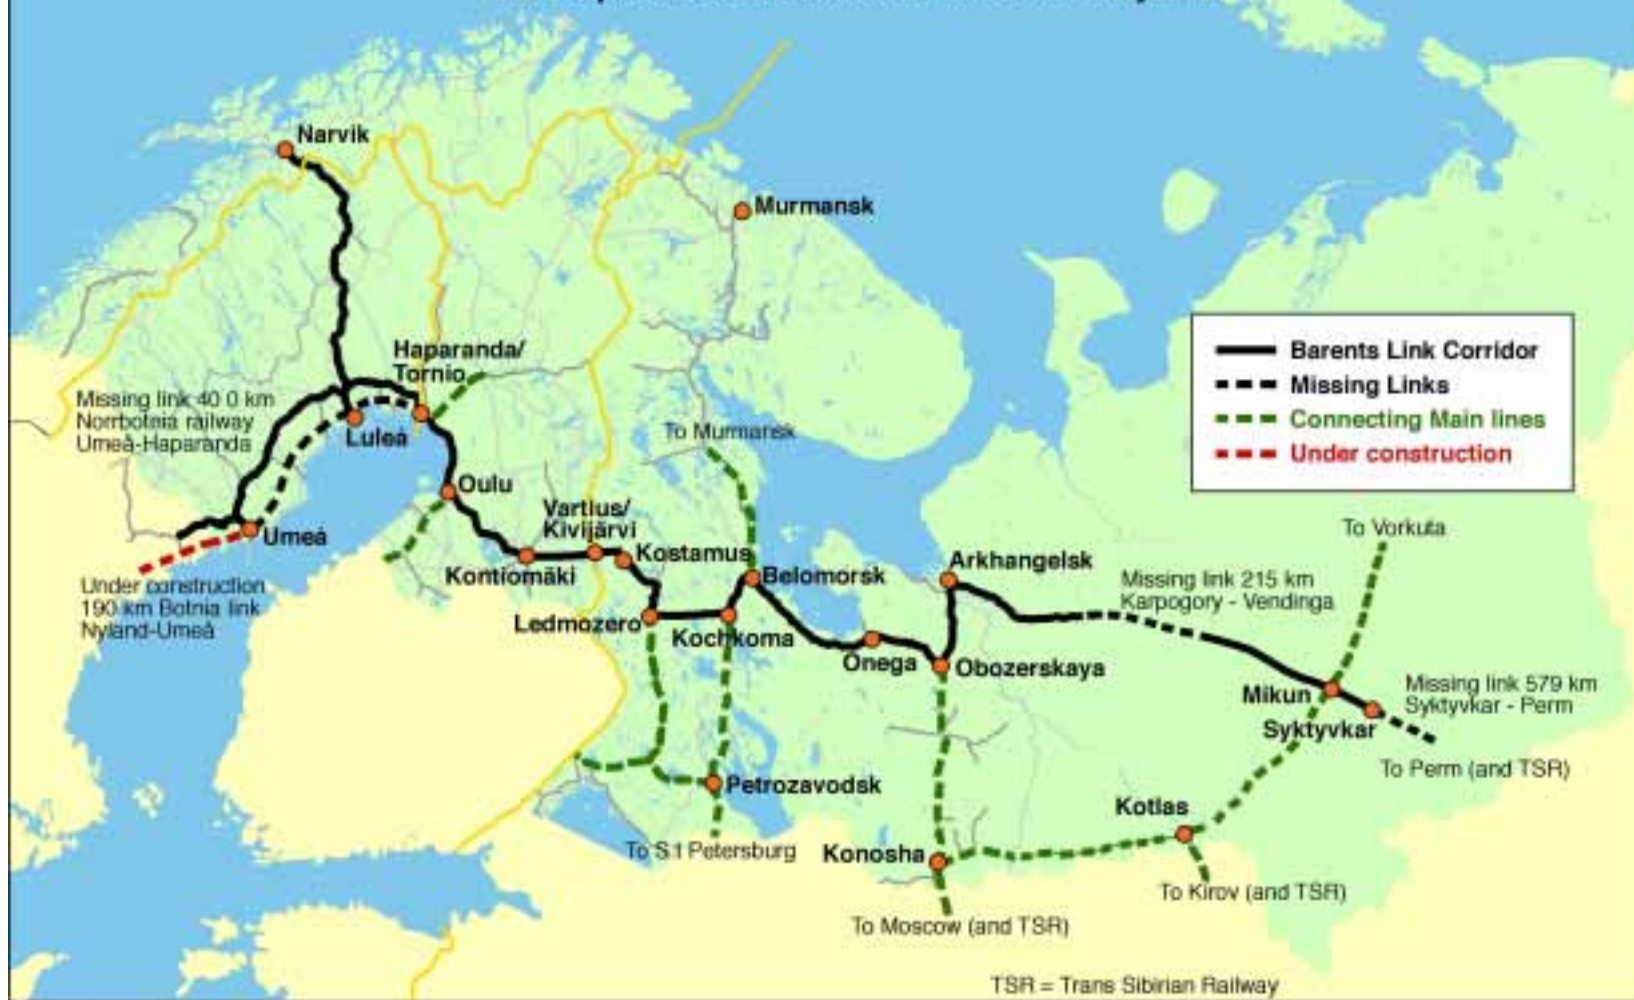 Narvik
Murmansk
Haparanda/
Tornio
Missing link 40 0 km
Norrbotnia railway
Umeå-Haparanda
Luleå
To Murmansk
Barents Link Corridor
Missing Links
Connecting Main lines
Under construction
Oulu
Vartius/
Kivijärvi
Umeå
Kostamus
Kontiomäki
Belomorsk
Arkhangelsk
To Vorkuta
Under construction
190 km Botnia link
Nyland-Umeå
Missing link 215 km
Karpogory - Vendinga
Ledmozero
Kochkoma
Onega
Obozerskaya
Mikun
Missing link 579 km
Syktyvkar - Perm
Syktyvkar
To Perm (and TSR)
Petrozavodsk
Kotlas
To S:t Petersburg
Konosha
To Kirov (and TSR)
To Moscow (and TSR)
TSR = Trans Sibirian Railway